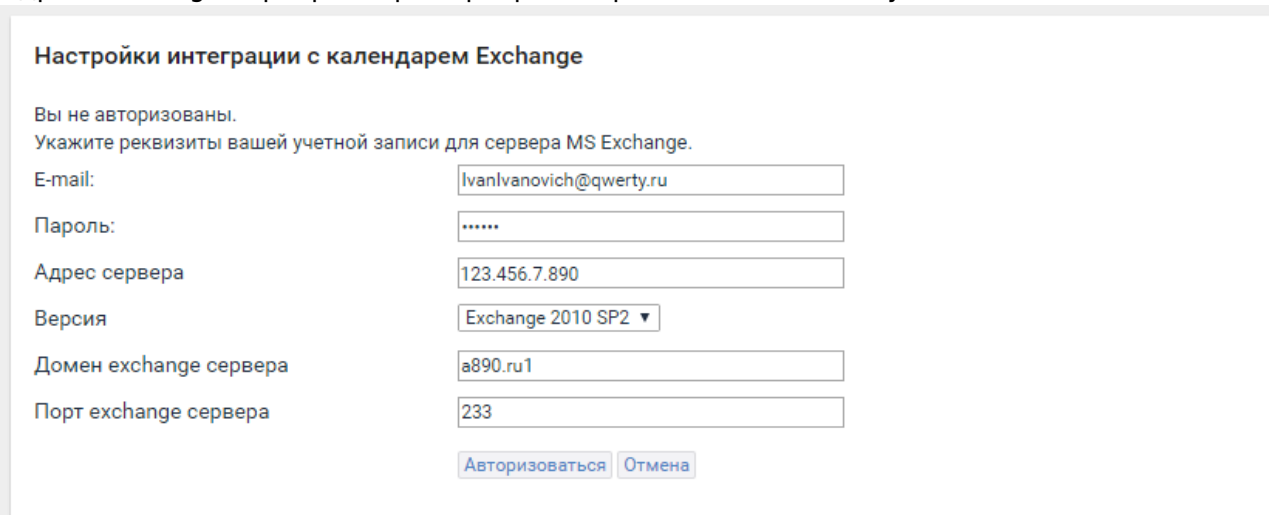 Настройки интеграции с календарем Exchange
Вы не авторизованы.
Укажите реквизиты вашей учетной записи для сервера MS Exchange.
E-mail: IvanIvanovich@qwerty.ru
Пароль: ••••••
Адрес сервера 123.456.7.890
Версия Exchange 2010 SP2 ▼
Домен exchange сервера a890.ru1
Порт exchange сервера 233
Авторизоваться Отмена